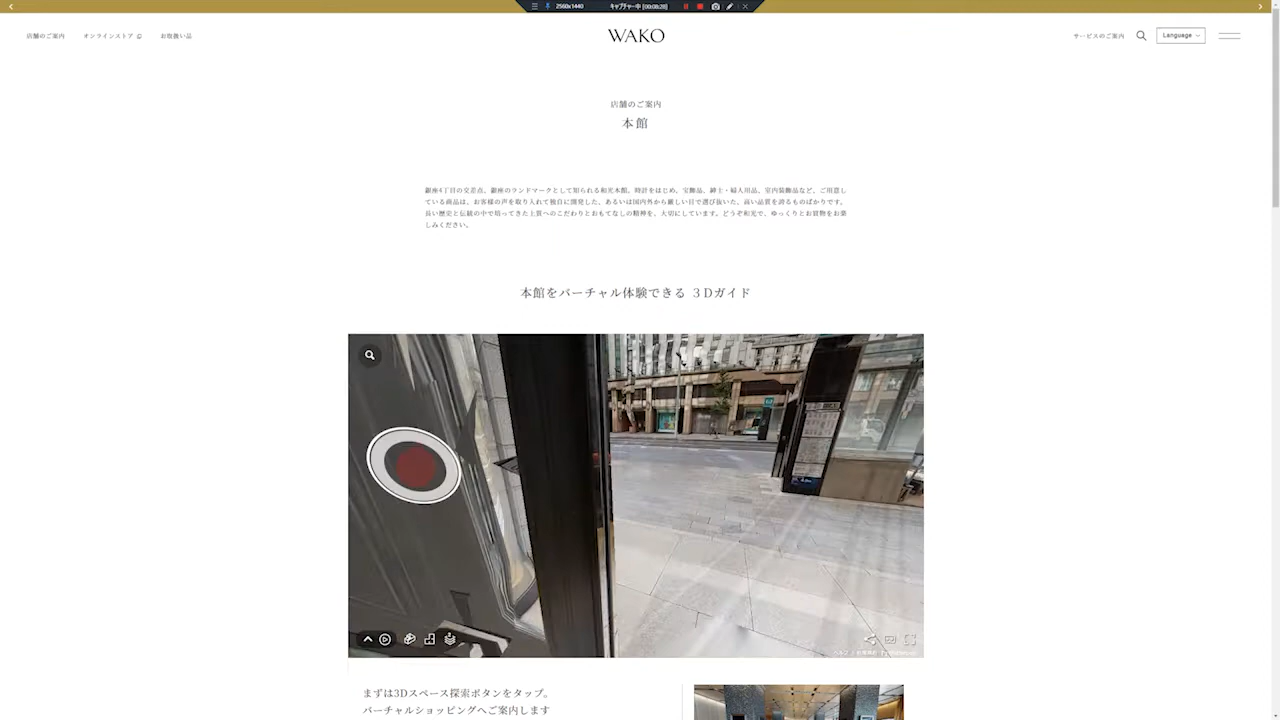 2560x1440
キャプチャー中 [00:08:28]
店舗のご案内
オンラインストア
お取扱い品
WAKO
サービスのご案内
Language
店舗のご案内
本館
銀座4丁目の交差点、銀座のランドマークとして知られる和光本館。時計をはじめ、宝飾品、紳士・婦人用品、室内装飾品など、ご用意し
ている商品は、お客様の声を取り入れて独自に開発した、あるいは国内外から厳しい目で選び抜いた、高い品質を誇るものばかりです。
長い歴史と伝統の中で培ってきた上質へのこだわりとおもてなしの精神を、大切にしています。どうぞ和光で、ゆっくりとお買物をお楽
しみください。
本館をバーチャル体験できる 3Dガイド
まずは3Dスペース探索ボタンをタップ。
バーチャルショッピングへご案内します